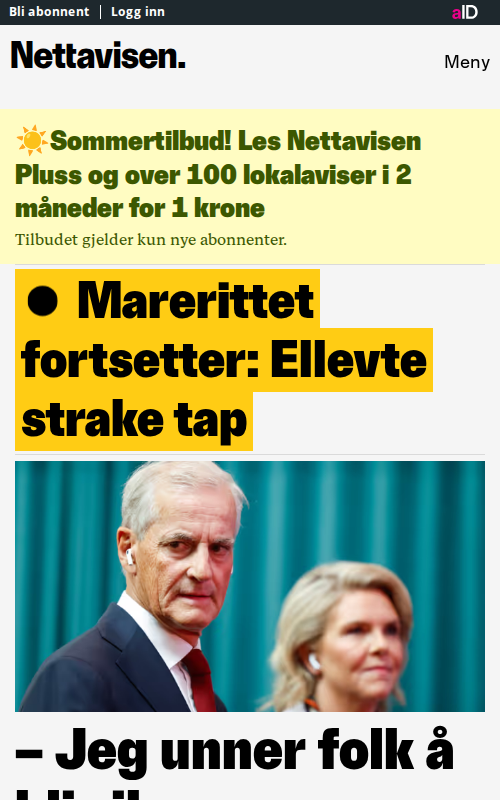 Bli abonnent
Logg inn
aID
Nettavisen.
Meny
☀️Sommertilbud! Les Nettavisen
Pluss og over 100 lokalaviser i 2
måneder for 1 krone
Tilbudet gjelder kun nye abonnenter.
● Marerittet
fortsetter: Ellevte
strake tap
– Jeg unner folk å